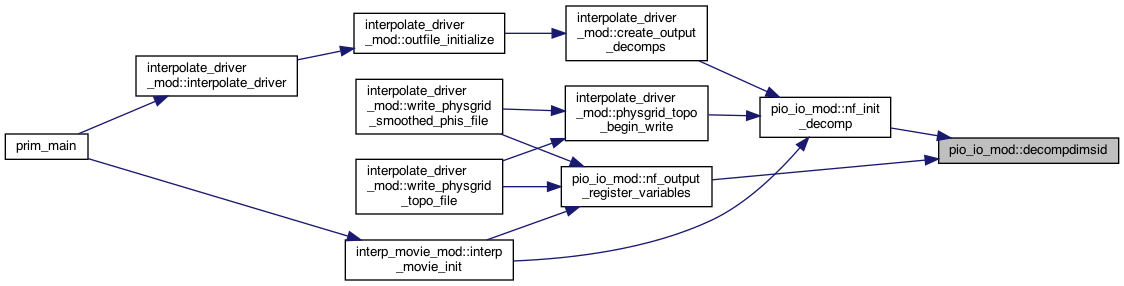 interpolate_driver
_mod::create_output
_decomps
interpolate_driver
_mod::outfile_initialize
interpolate_driver
_mod::interpolate_driver
interpolate_driver
_mod::write_physgrid
_smoothed_phis_file
interpolate_driver
_mod::physgrid_topo
_begin_write
pio_io_mod::nf_init
_decomp
prim_main
pio_io_mod::decompdimsid
interpolate_driver
_mod::write_physgrid
_topo_file
pio_io_mod::nf_output
_register_variables
interp_movie_mod::interp
_movie_init